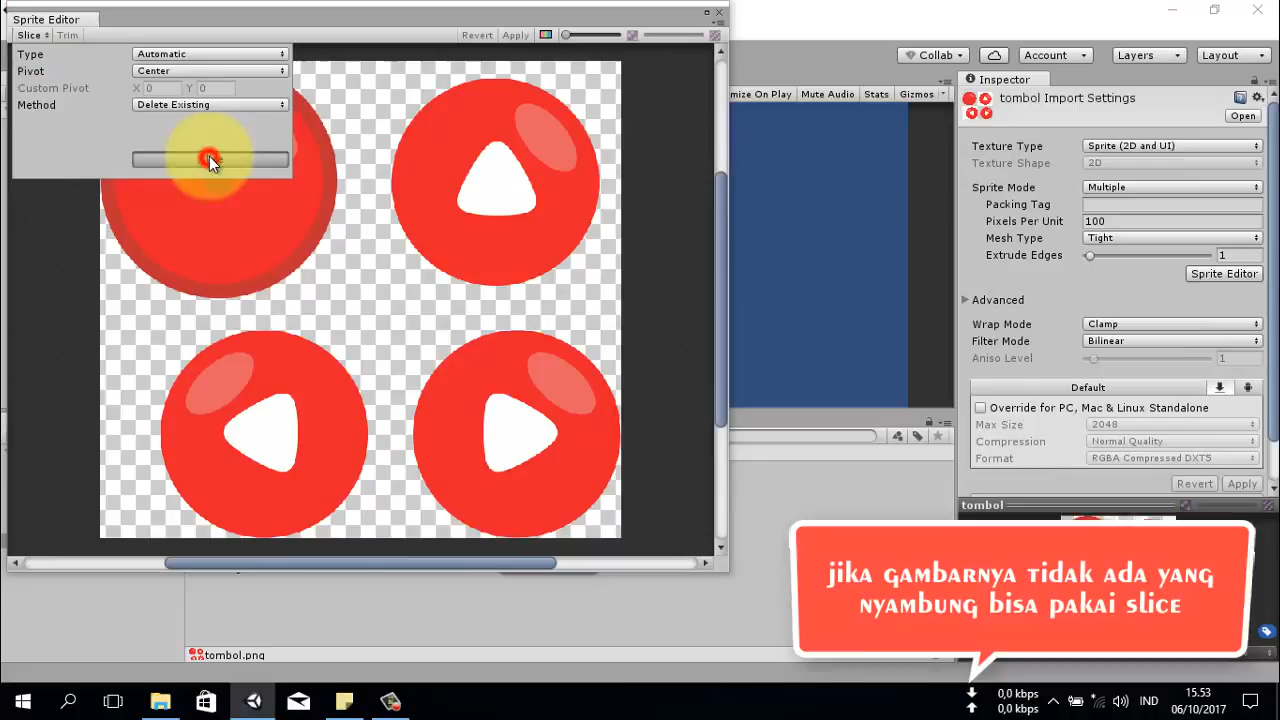 Sprite Editor
Slice
Trim
Revert
Apply
Type
Automatic
Pivot
Center
Custom Pivot
X
0
Y
0
Method
Delete Existing
Collab
Account
Layers
Layout
mize On Play
Mute Audio
Stats
Gizmos
Inspector
tombol Import Settings
Open
Texture Type
Sprite (2D and UI)
Texture Shape
2D
Sprite Mode
Multiple
Packing Tag
Pixels Per Unit
100
Mesh Type
Tight
Extrude Edges
1
Sprite Editor
Advanced
Wrap Mode
Clamp
Filter Mode
Bilinear
Aniso Level
1
Default
Override for PC, Mac & Linux Standalone
Max Size
2048
Compression
Normal Quality
Format
RGBA Compressed DXT5
Revert
Apply
tombol
jika gambarnya tidak ada yang
nyambung bisa pakai slice
tombol.png
0,0 kbps
0,0 kbps
IND
15.53
06/10/2017